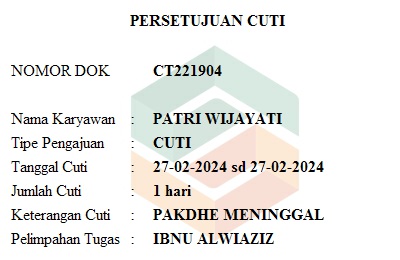 PERSETUJUAN CUTI
NOMOR DOK CT221904
Nama Karyawan : PATRI WIJAYATI
Tipe Pengajuan : CUTI
Tanggal Cuti : 27-02-2024 sd 27-02-2024
Jumlah Cuti : 1 hari
Keterangan Cuti : PAKDHE MENINGGAL
Pelimpahan Tugas : IBNU ALWIAZIZ